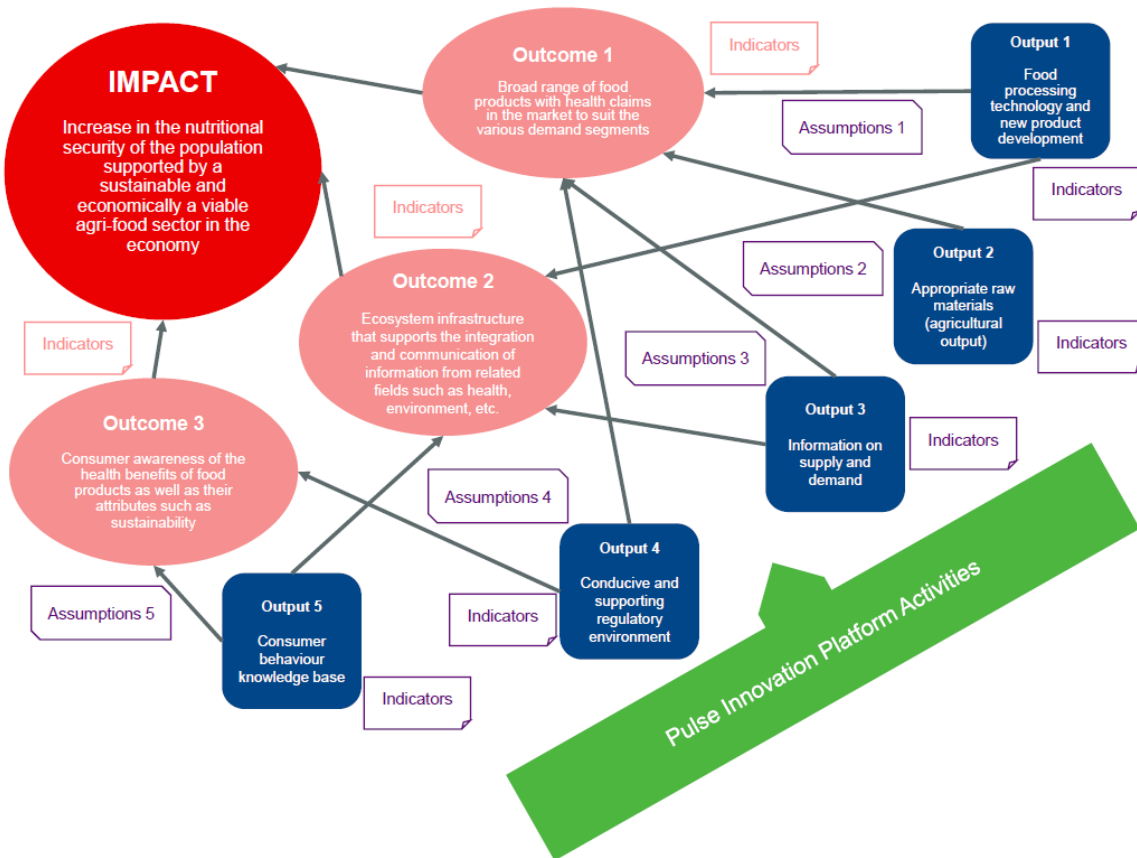 IMPACT
Increase in the nutritional
security of the population
supported by a
sustainable and
economically a viable
agri-food sector in the
economy
Outcome 1
Broad range of food
products with health claims
in the market to suit the
various demand segments
Indicators
Output 1
Food
processing
technology and
new product
development
Assumptions 1
Indicators
Indicators
Outcome 2
Ecosystem infrastructure
that supports the integration
and communication of
information from related
fields such as health,
environment, etc.
Assumptions 2
Output 2
Appropriate raw
materials
(agricultural
output)
Indicators
Indicators
Assumptions 3
Outcome 3
Consumer awareness of the
health benefits of food
products as well as their
attributes such as
sustainability
Output 3
Information on
supply and
demand
Indicators
Assumptions 4
Output 4
Conducive and
supporting
regulatory
environment
Indicators
Assumptions 5
Output 5
Consumer
behaviour
knowledge base
Indicators
Pulse Innovation Platform Activities